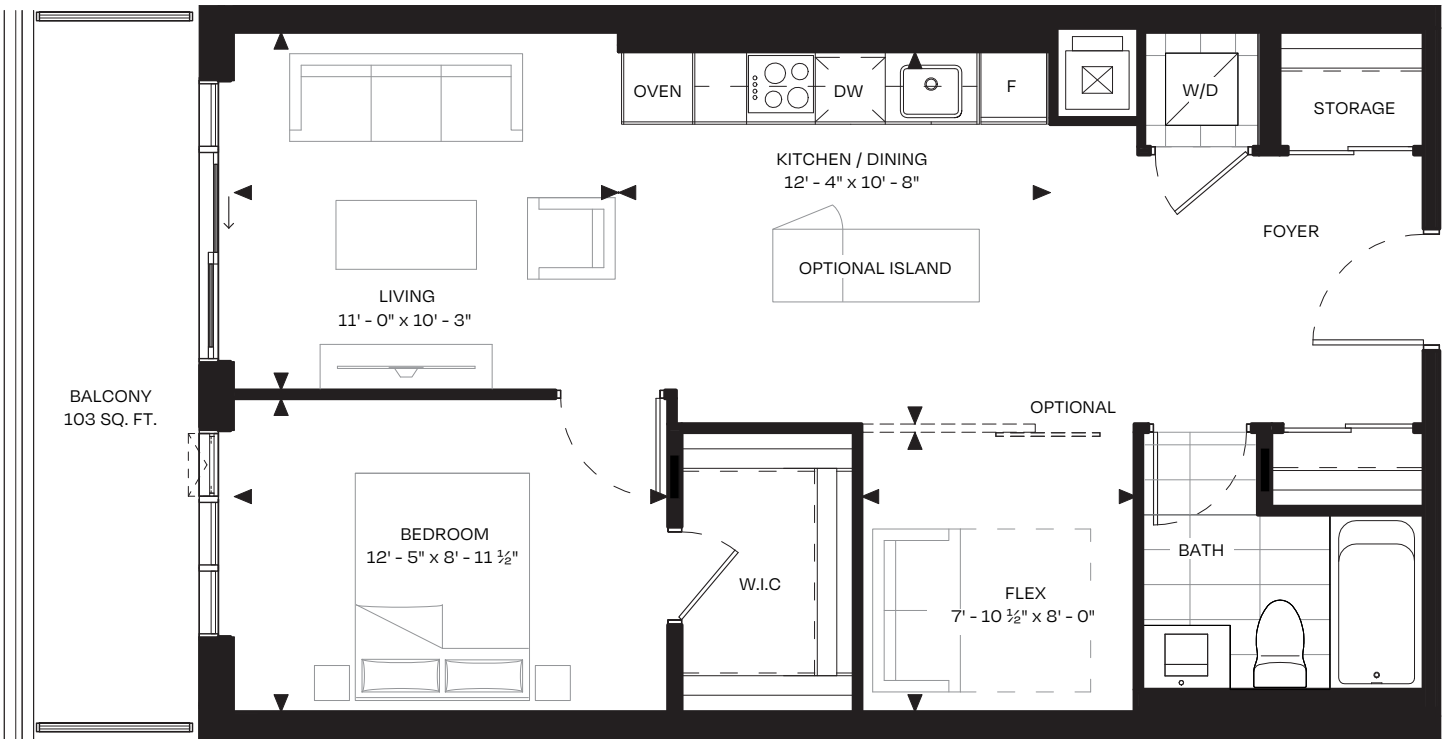 OVEN
DW
F
W/D
STORAGE
KITCHEN / DINING
12' - 4" x 10' - 8"
FOYER
OPTIONAL ISLAND
LIVING
11' - 0" x 10' - 3"
BALCONY
103 SQ. FT.
OPTIONAL
BEDROOM
12' - 5" x 8' - 11 ½"
W.I.C
BATH
FLEX
7' - 10 ½" x 8' - 0"